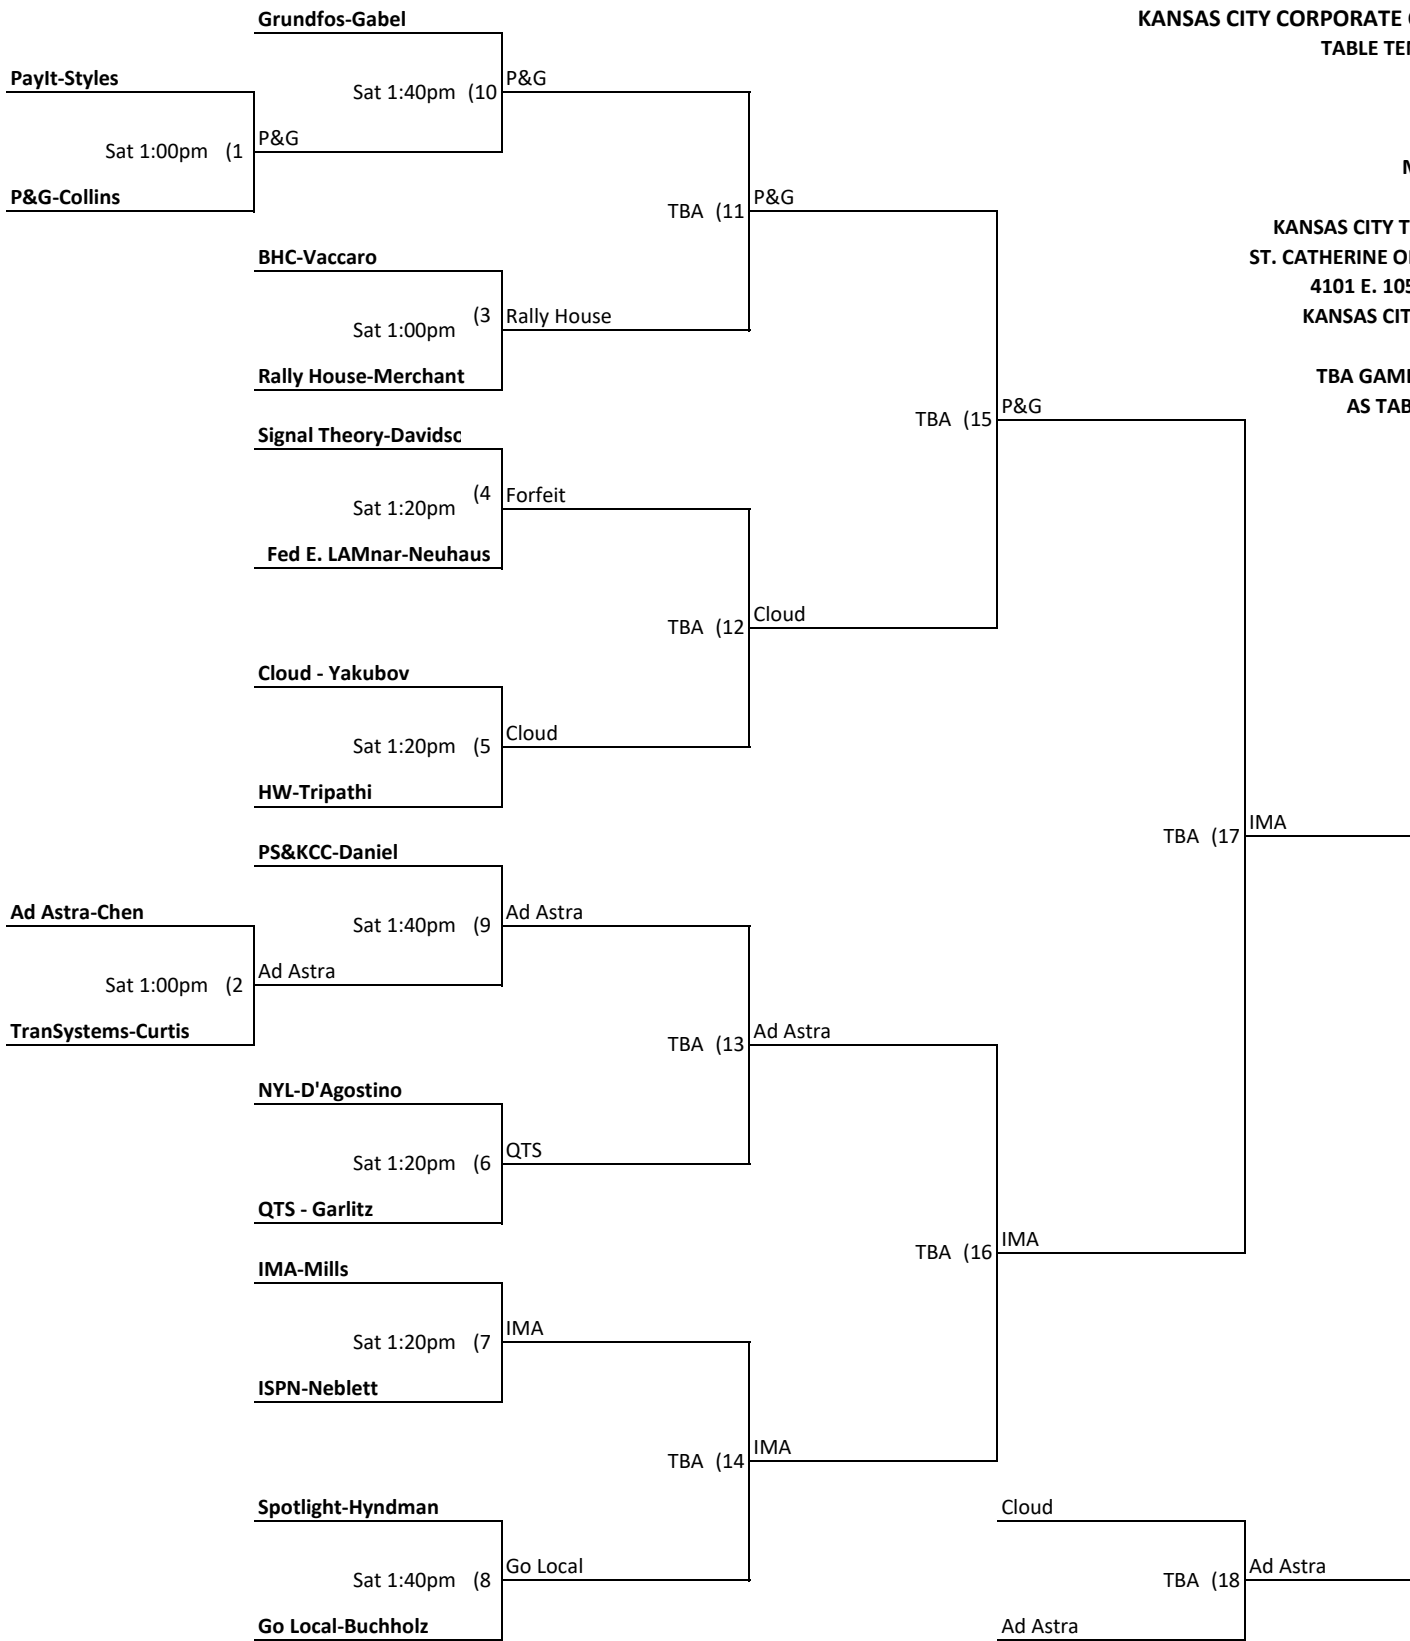 Grundfos-Gabel
KANSAS CITY CORPORATE
TABLE
PayIt-Styles
P&G
Sat 1:40pm (10
P&G
Sat 1:00pm (1
P&G-Collins
P&G
TBA (11
KANSAS CITY
BHC-Vaccaro
ST. CATHERINE
4101 E.
(3
Rally House
KANSAS
Sat 1:00pm
Rally House-Merchant
TBA
P&G
AS
TBA (15
Signal Theory-Davidsc
(4
Forfeit
Sat 1:20pm
Fed E. LAMnar-Neuhaus
Cloud
TBA (12
Cloud - Yakubov
Cloud
Sat 1:20pm (5
HW-Tripathi
IMA
TBA (17
PS&KCC-Daniel
Ad Astra-Chen
Ad Astra
Sat 1:40pm (9
Ad Astra
Sat 1:00pm (2
TranSystems-Curtis
Ad Astra
TBA (13
NYL-D'Agostino
QTS
Sat 1:20pm (6
QTS - Garlitz
IMA
TBA (16
IMA-Mills
IMA
Sat 1:20pm (7
ISPN-Neblett
IMA
TBA (14
Spotlight-Hyndman
Cloud
Go Local
Ad Astra
Sat 1:40pm (8
TBA (18
Go Local-Buchholz
Ad Astra